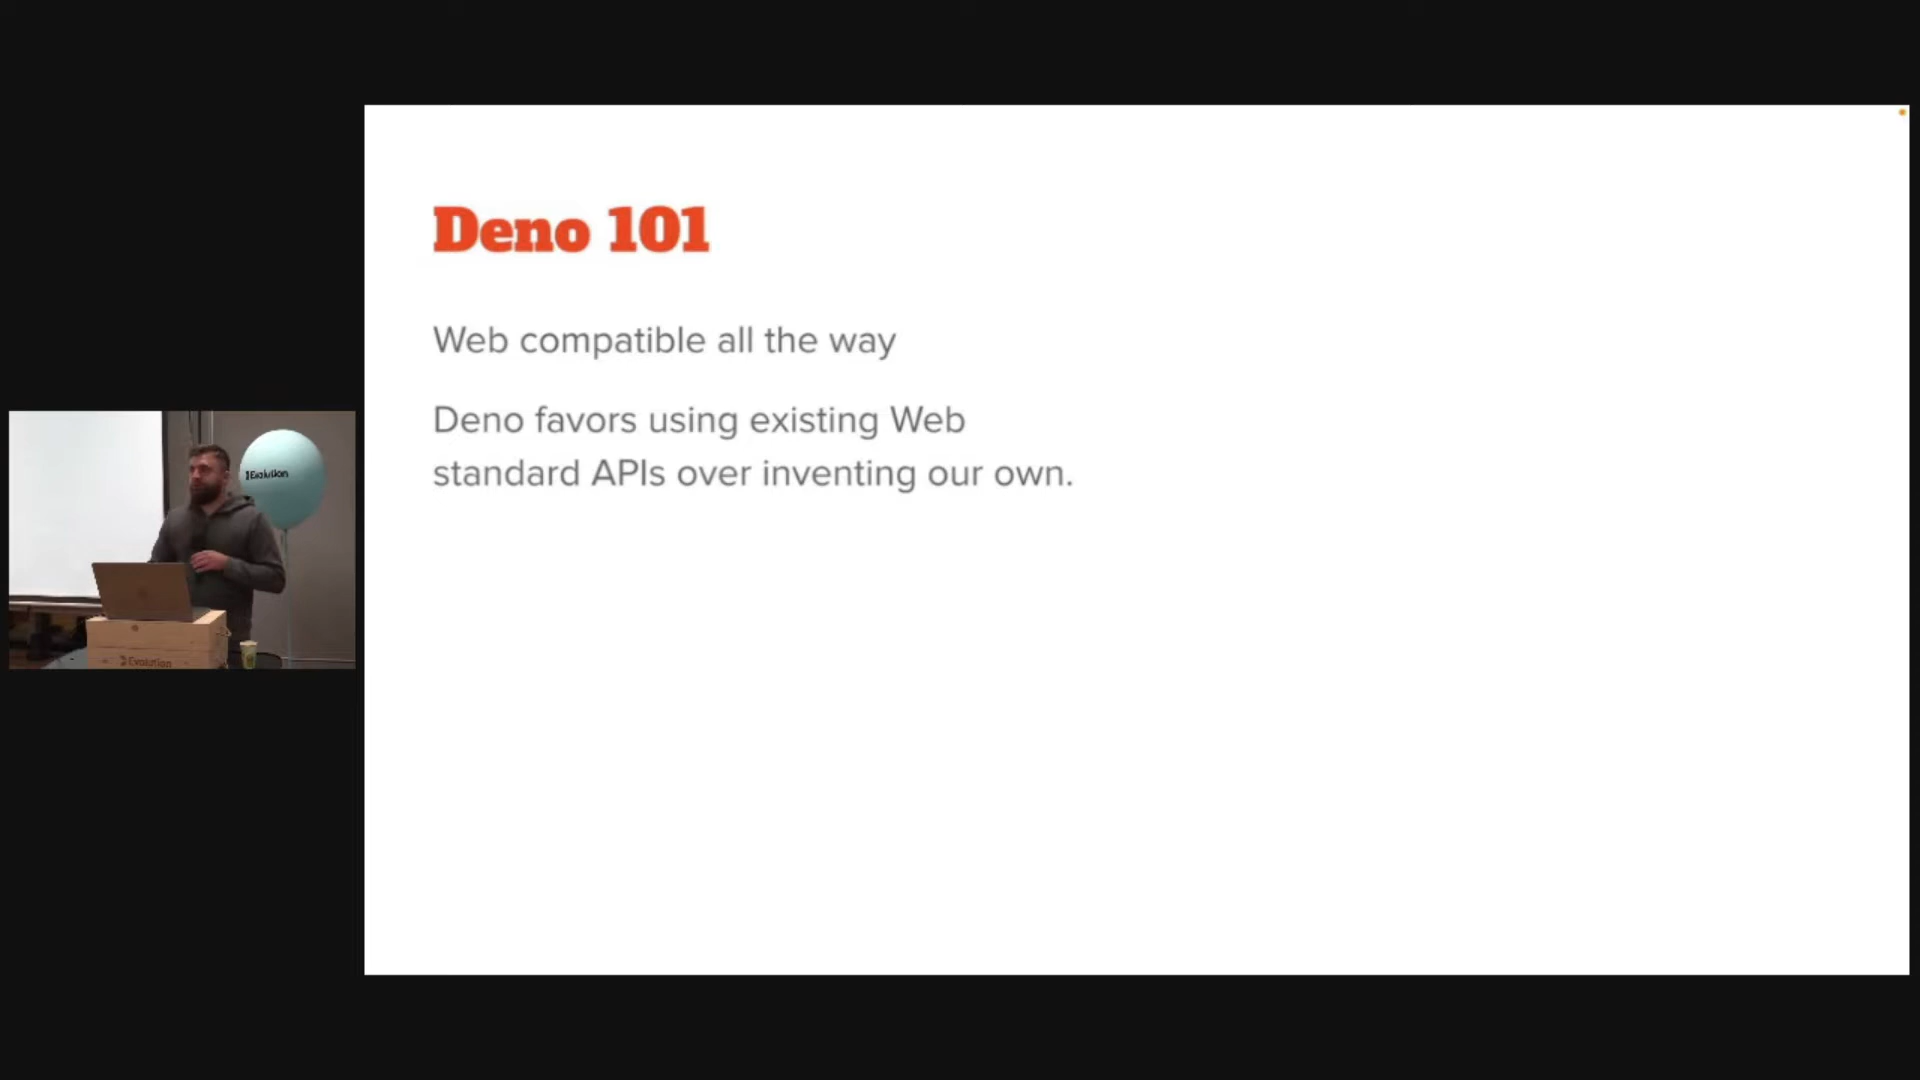 Deno 101
Web compatible all the way
Deno favors using existing Web
standard APIs over inventing our own.
Evolution
Evolution